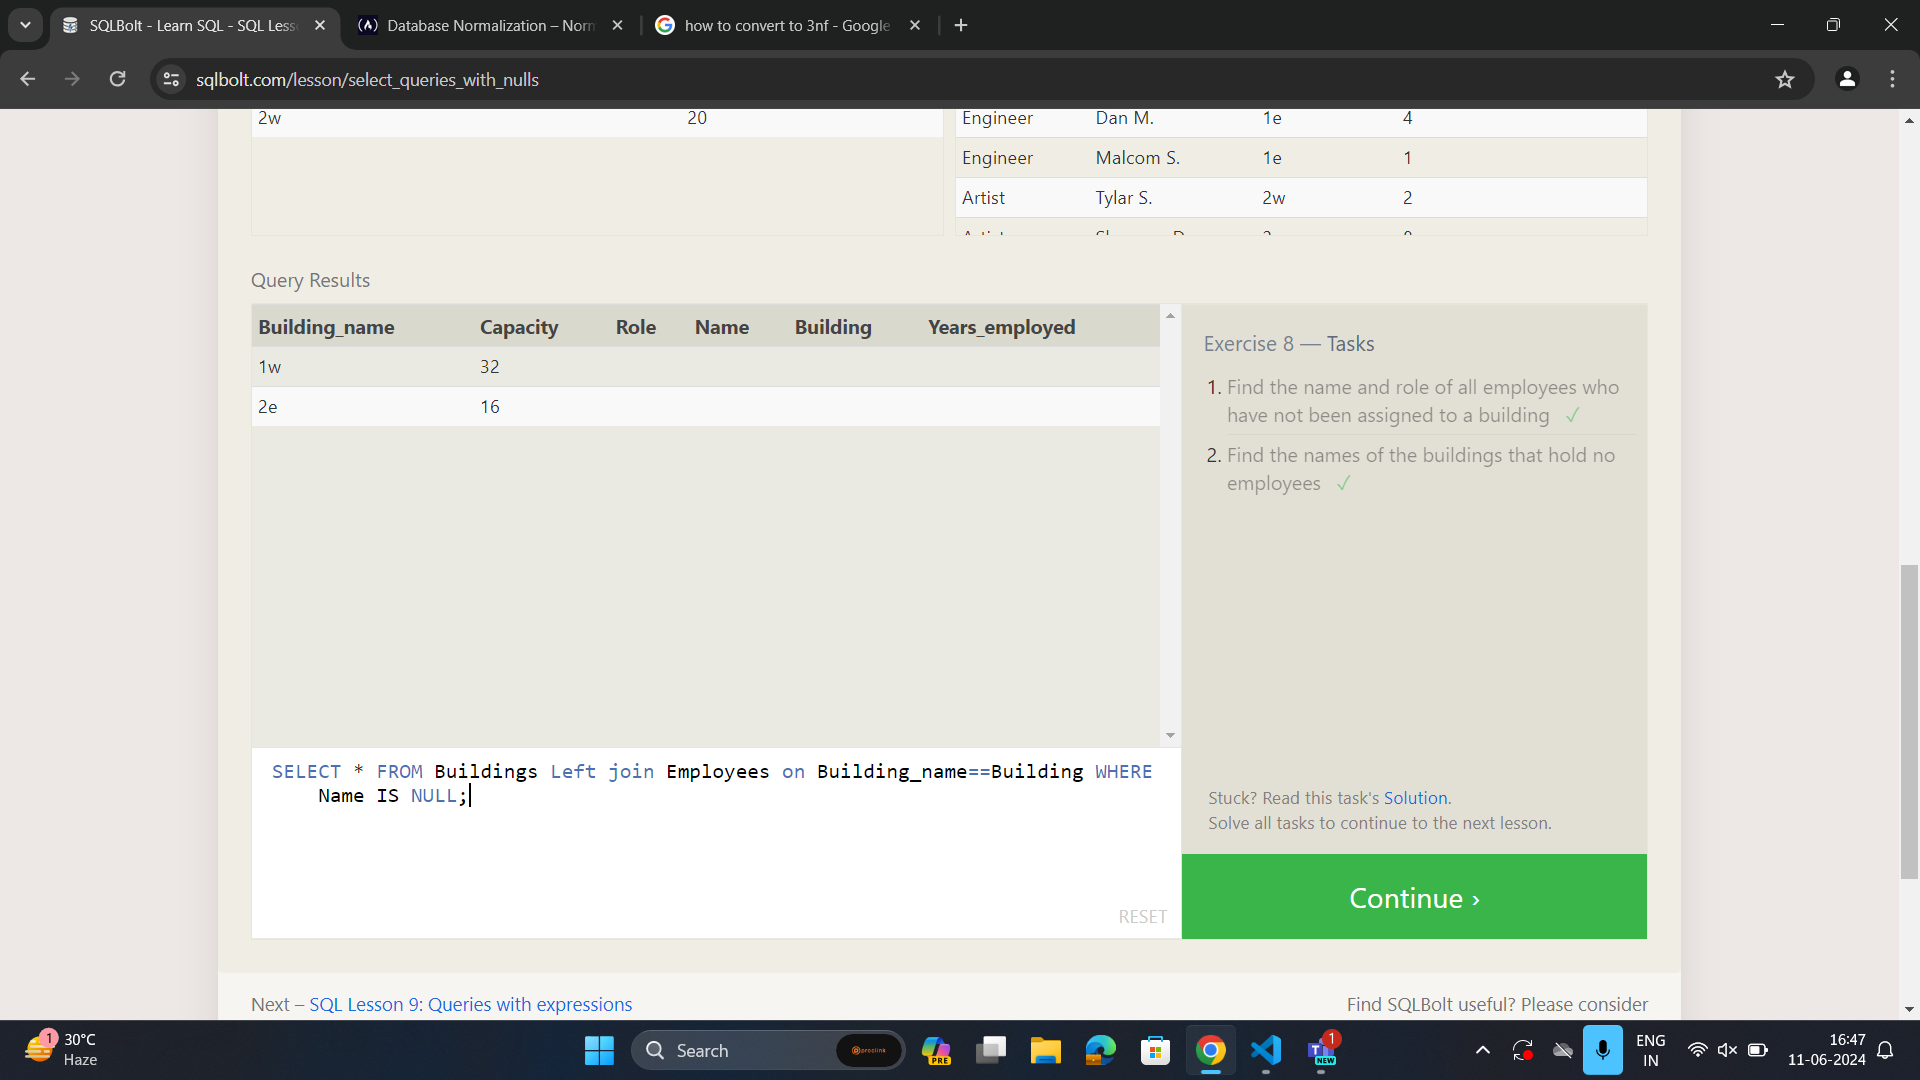 SQLBolt - Learn SQL - SQL Less
Database Normalization – Norm
how to convert to 3nf - Google
sqlbolt.com/lesson/select_queries_with_nulls
2w 20
Engineer Dan M. 1e 4
Engineer Malcom S. 1e 1
Artist Tylar S. 2w 2
Query Results
Building_name Capacity Role Name Building Years_employed
1w 32
2e 16
Exercise 8 — Tasks
1. Find the name and role of all employees who
have not been assigned to a building ✓
2. Find the names of the buildings that hold no
employees ✓
SELECT * FROM Buildings Left join Employees on Building_name==Building WHERE
Name IS NULL;
RESET
Stuck? Read this task's Solution.
Solve all tasks to continue to the next lesson.
Continue ›
Next – SQL Lesson 9: Queries with expressions
Find SQLBolt useful? Please consider
1
30°C
Haze
Search
proclink
PRE
1
NEW
ENG
IN
16:47
11-06-2024